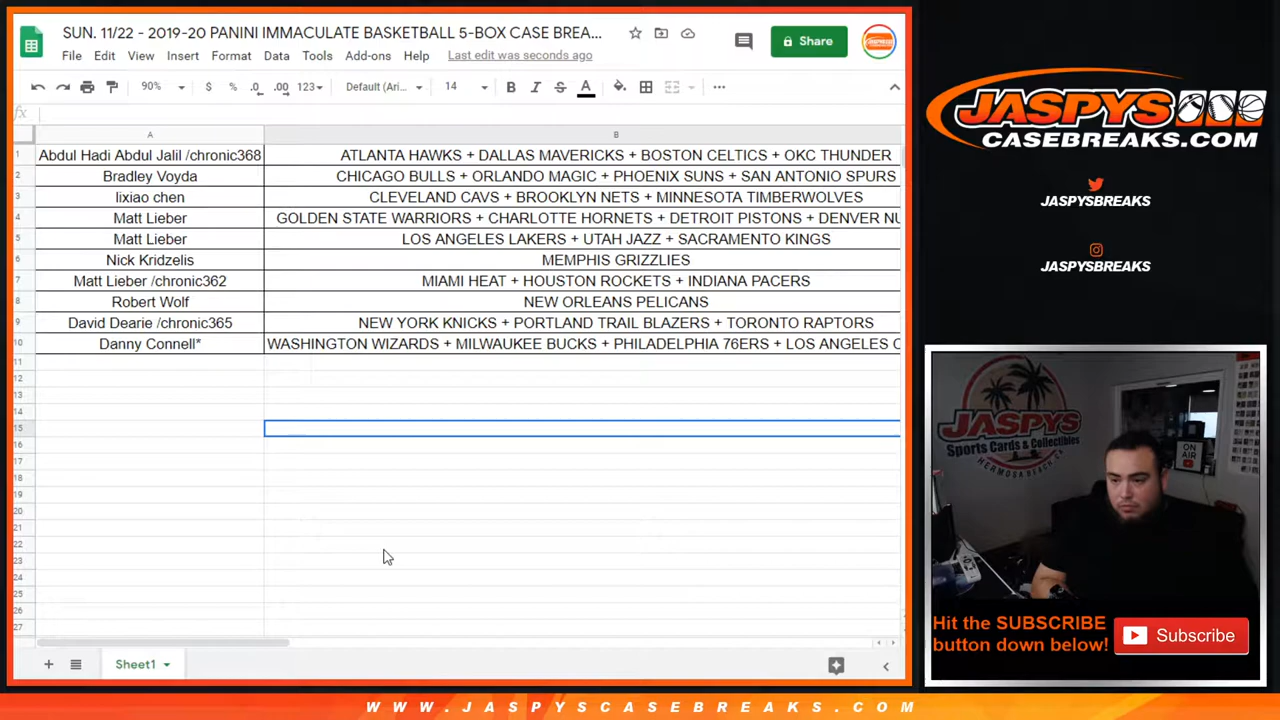 SUN. 11/22 - 2019-20 PANINI IMMACULATE BASKETBALL 5-BOX CASE BREA...
File Edit View Insert Format Data Tools Add-ons Help Last edit was seconds ago
Share
90% $ % .0 .00 123 Default (Ari... 14 B I S A
fx
A B
1 Abdul Hadi Abdul Jalil /chronic368 ATLANTA HAWKS + DALLAS MAVERICKS + BOSTON CELTICS + OKC THUNDER
2 Bradley Voyda CHICAGO BULLS + ORLANDO MAGIC + PHOENIX SUNS + SAN ANTONIO SPURS
3 lixiao chen CLEVELAND CAVS + BROOKLYN NETS + MINNESOTA TIMBERWOLVES
4 Matt Lieber GOLDEN STATE WARRIORS + CHARLOTTE HORNETS + DETROIT PISTONS + DENVER NU
5 Matt Lieber LOS ANGELES LAKERS + UTAH JAZZ + SACRAMENTO KINGS
6 Nick Kridzelis MEMPHIS GRIZZLIES
7 Matt Lieber /chronic362 MIAMI HEAT + HOUSTON ROCKETS + INDIANA PACERS
8 Robert Wolf NEW ORLEANS PELICANS
9 David Dearie /chronic365 NEW YORK KNICKS + PORTLAND TRAIL BLAZERS + TORONTO RAPTORS
10 Danny Connell* WASHINGTON WIZARDS + MILWAUKEE BUCKS + PHILADELPHIA 76ERS + LOS ANGELES C
11
12
13
14
15
16
17
18
19
20
21
22
23
24
25
26
27
Sheet1
JASPYS
CASEBREAKS.COM
JASPYSBREAKS
JASPYSBREAKS
JASPYS
Sports Cards & Collectibles
HERMOSA BEACH, CA
ON AIR
Hit the SUBSCRIBE
button down below!
Subscribe
WWW.JASPYSCASEBREAKS.COM